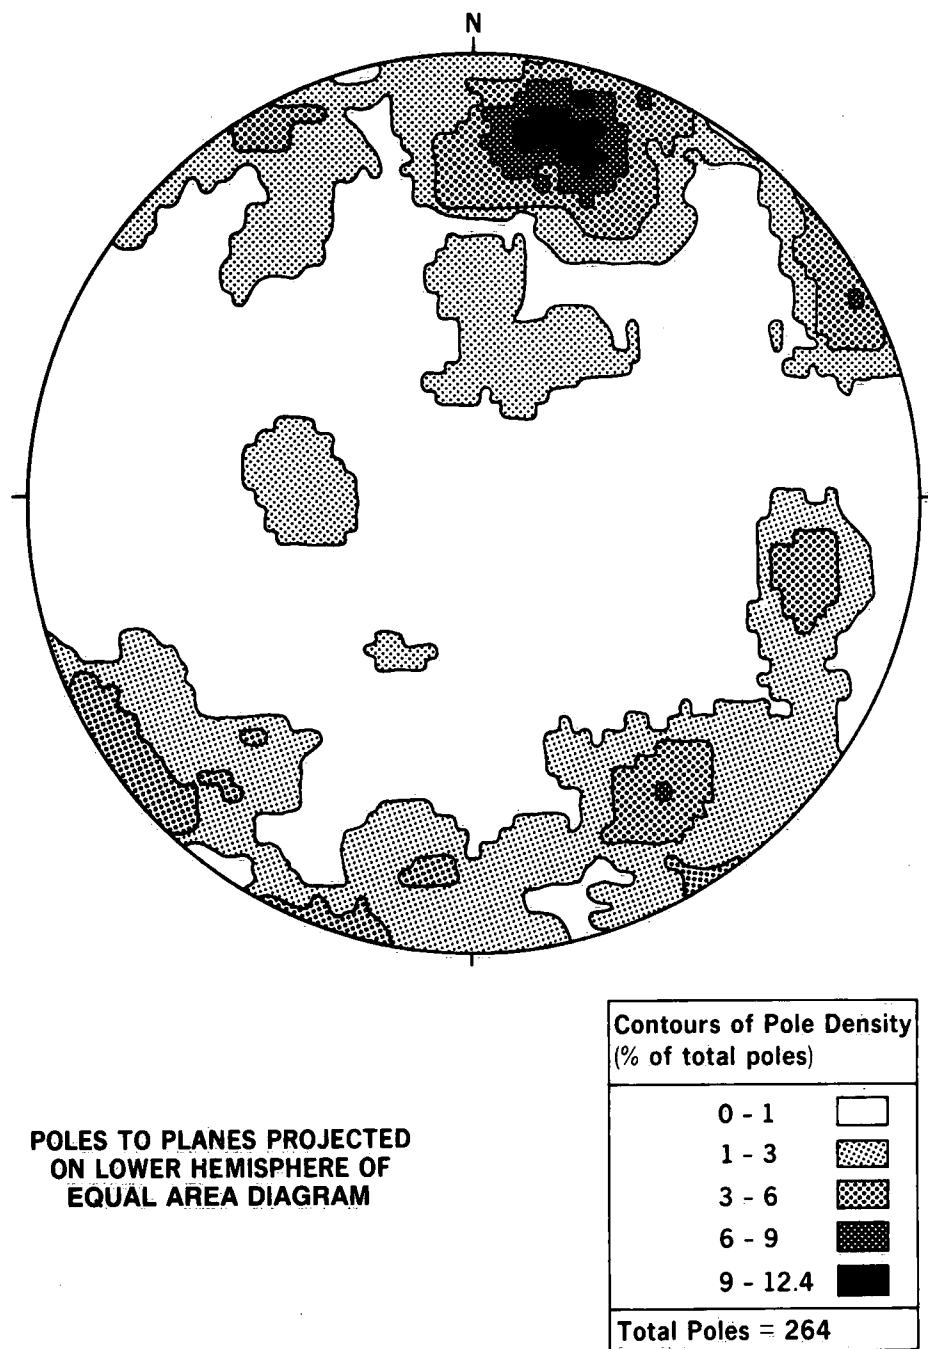 N
Contours of Pole Density
(% of total poles)
0 - 1
1 - 3
3 - 6
6 - 9
9 - 12.4
Total Poles = 264
POLES TO PLANES PROJECTED
ON LOWER HEMISPHERE OF
EQUAL AREA DIAGRAM